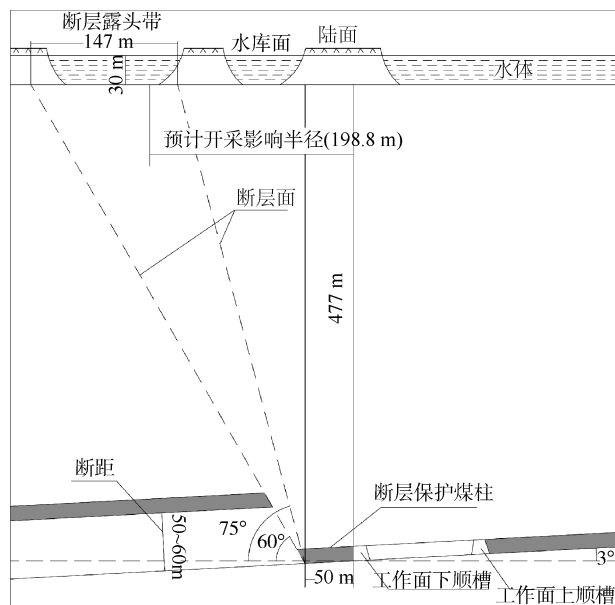 断层露头带
147 m
30 m
水库面
陆面
水体
预计开采影响半径(198.8 m)
断层面
477 m
断距
断层保护煤柱
50~60m
75°
60°
50 m
工作面下顺槽
工作面上顺槽
3°